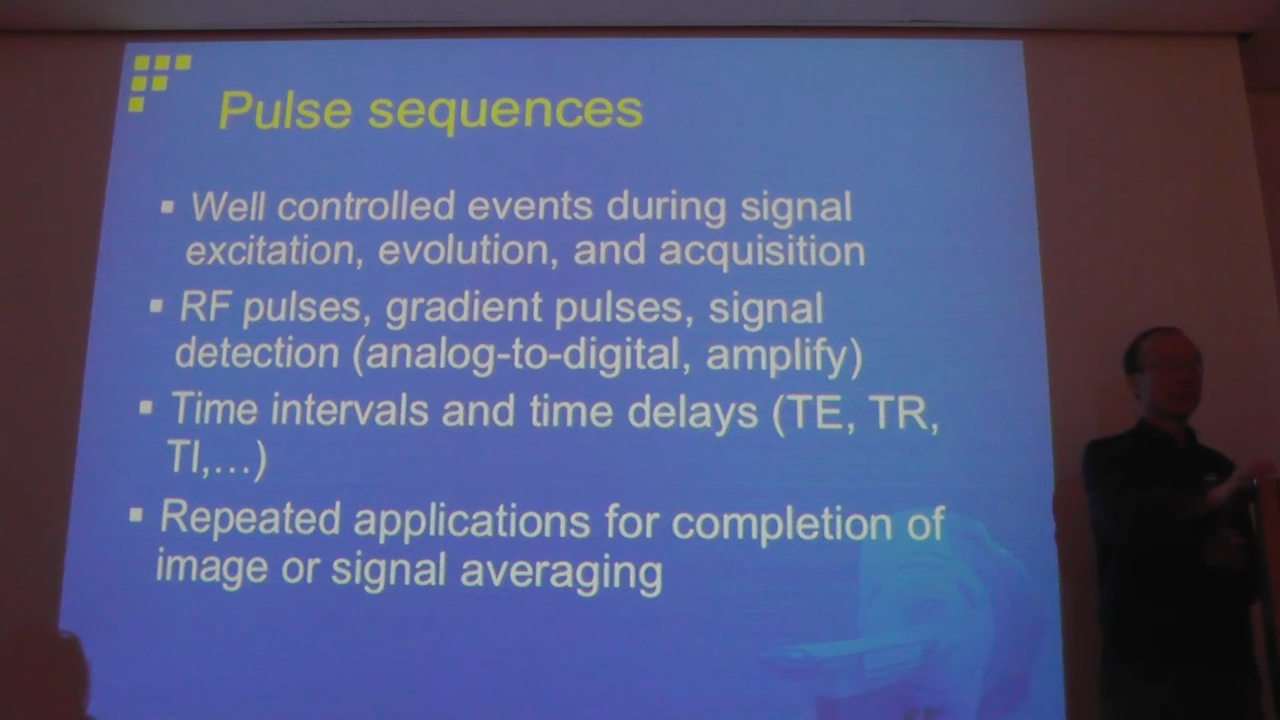 Pulse sequences
▪ Well controlled events during signal
excitation, evolution, and acquisition
▪ RF pulses, gradient pulses, signal
detection (analog-to-digital, amplify)
▪ Time intervals and time delays (TE, TR,
TI,...)
▪ Repeated applications for completion of
image or signal averaging